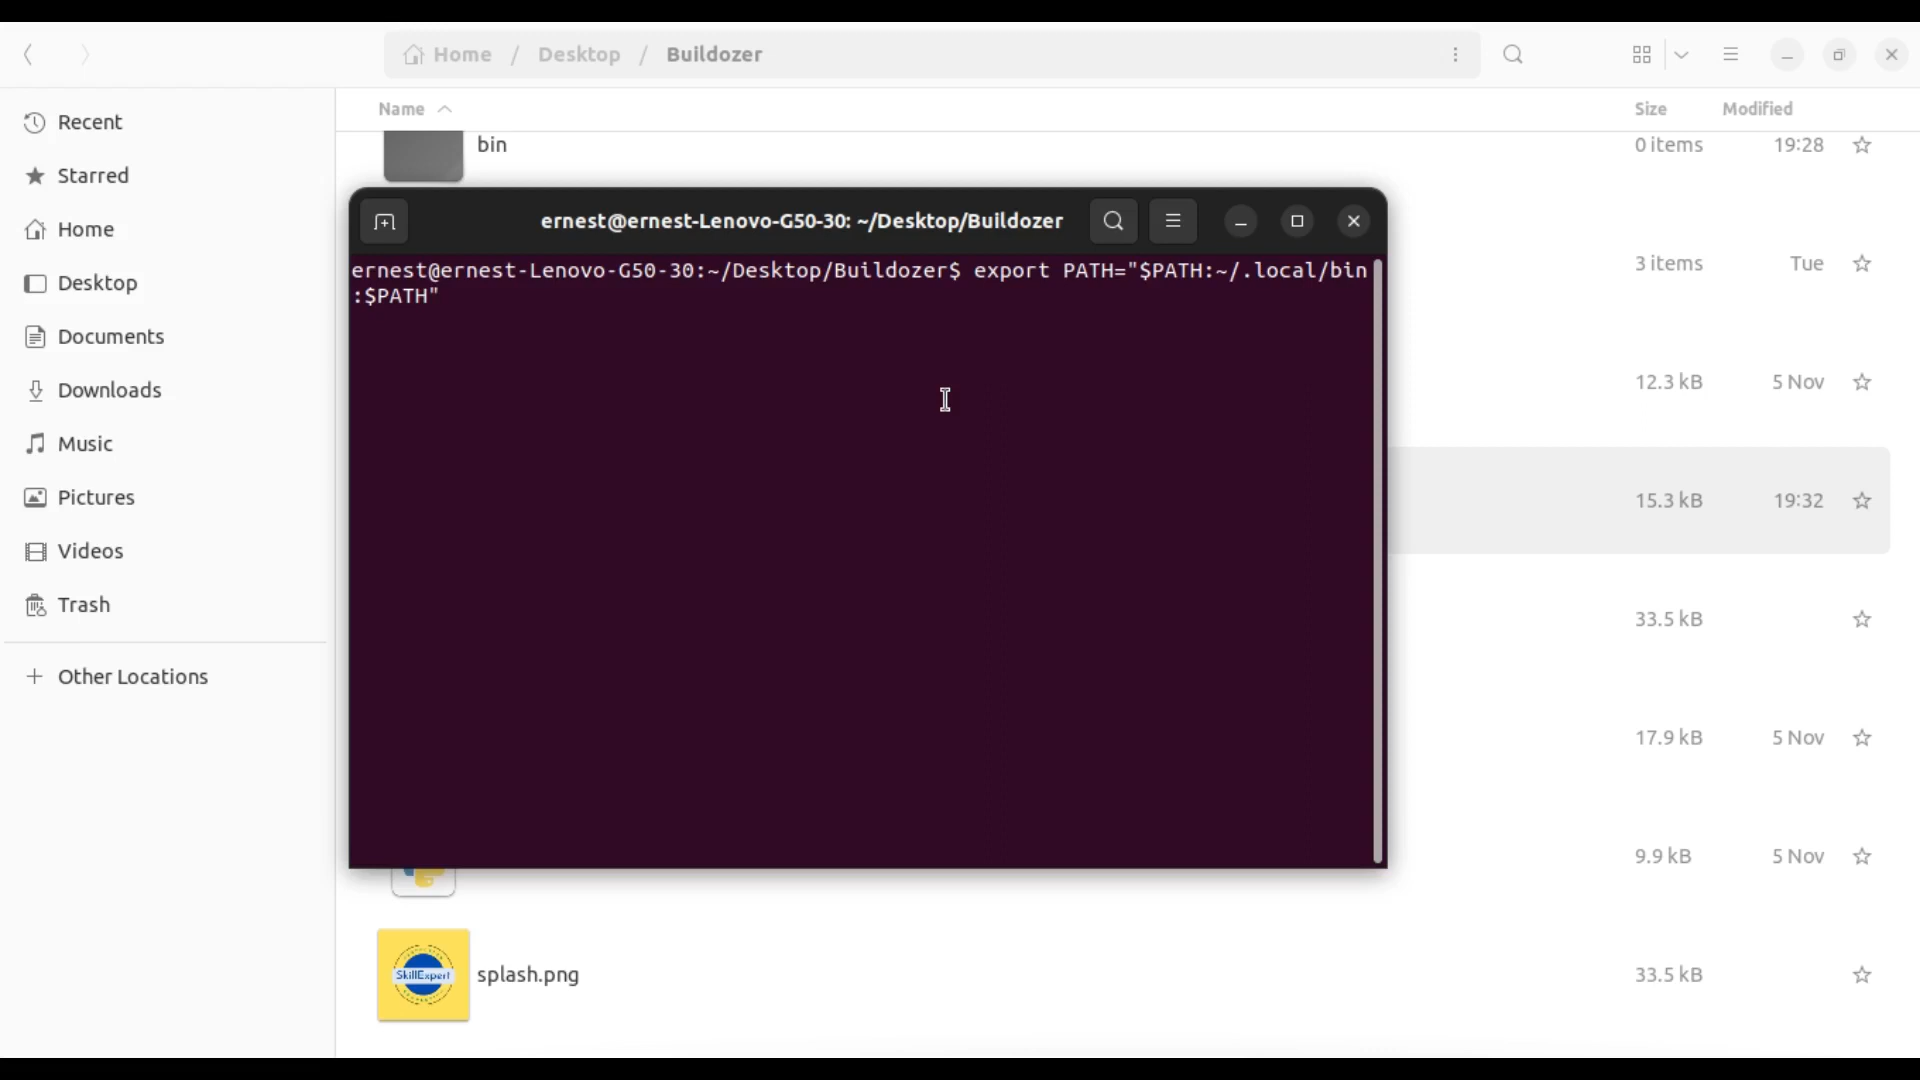 Home / Desktop / Buildozer
Recent
Starred
Home
Desktop
Documents
Downloads
Music
Pictures
Videos
Trash
+ Other Locations
Name Size Modified
bin 0 items 19:28
3 items Tue
12.3 kB 5 Nov
15.3 kB 19:32
33.5 kB
17.9 kB 5 Nov
9.9 kB 5 Nov
SkillExpert
splash.png 33.5 kB
ernest@ernest-Lenovo-G50-30: ~/Desktop/Buildozer
ernest@ernest-Lenovo-G50-30:~/Desktop/Buildozer$ export PATH="$PATH:~/.local/bin
:$PATH"